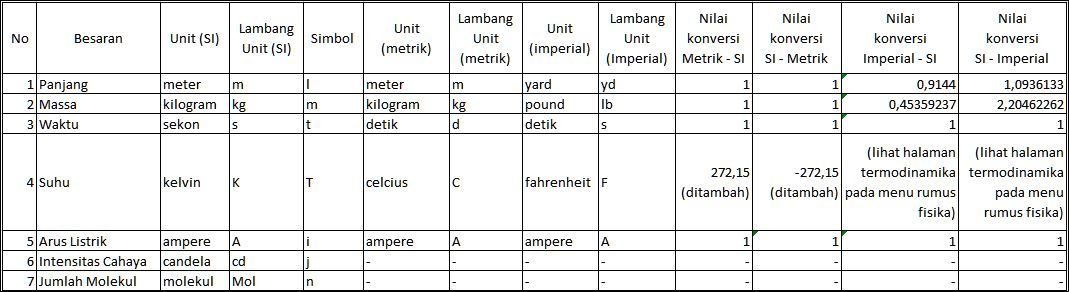 No | Besaran | Unit (SI) | Lambang Unit (SI) | Simbol | Unit (metrik) | Lambang Unit (metrik) | Unit (imperial) | Lambang Unit (Imperial) | Nilai konversi Metrik - SI | Nilai konversi SI - Metrik | Nilai konversi Imperial - SI | Nilai konversi SI - Imperial
1 | Panjang | meter | m | l | meter | m | yard | yd | 1 | 1 | 0,9144 | 1,0936133
2 | Massa | kilogram | kg | m | kilogram | kg | pound | lb | 1 | 1 | 0,45359237 | 2,20462262
3 | Waktu | sekon | s | t | detik | d | detik | s | 1 | 1 | 1 | 1
4 | Suhu | kelvin | K | T | celcius | C | fahrenheit | F | 272,15 (ditambah) | -272,15 (ditambah) | (lihat halaman termodinamika pada menu rumus fisika) | (lihat halaman termodinamika pada menu rumus fisika)
5 | Arus Listrik | ampere | A | i | ampere | A | ampere | A | 1 | 1 | 1 | 1
6 | Intensitas Cahaya | candela | cd | j | - | - | - | - | - | - | - | -
7 | Jumlah Molekul | molekul | Mol | n | - | - | - | - | - | - | - | -